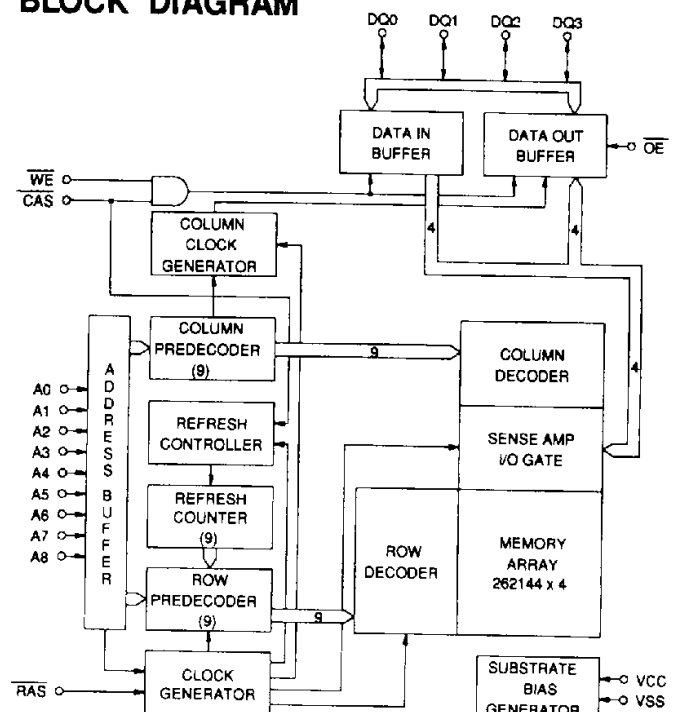 BLOCK DIAGRAM
DQ0 DQ1 DQ2 DQ3
DATA IN
BUFFER
DATA OUT
BUFFER
OE
WE
CAS
4
4
COLUMN
CLOCK
GENERATOR
COLUMN
PREDECODER
(9)
9
COLUMN
DECODER
4
ADDRESS BUFFER
A0
A1
A2
A3
A4
A5
A6
A7
A8
REFRESH
CONTROLLER
SENSE AMP
I/O GATE
REFRESH
COUNTER
(9)
ROW
DECODER
MEMORY
ARRAY
262144 x 4
ROW
PREDECODER
(9)
9
RAS
CLOCK
GENERATOR
SUBSTRATE
BIAS
GENERATOR
VCC
VSS